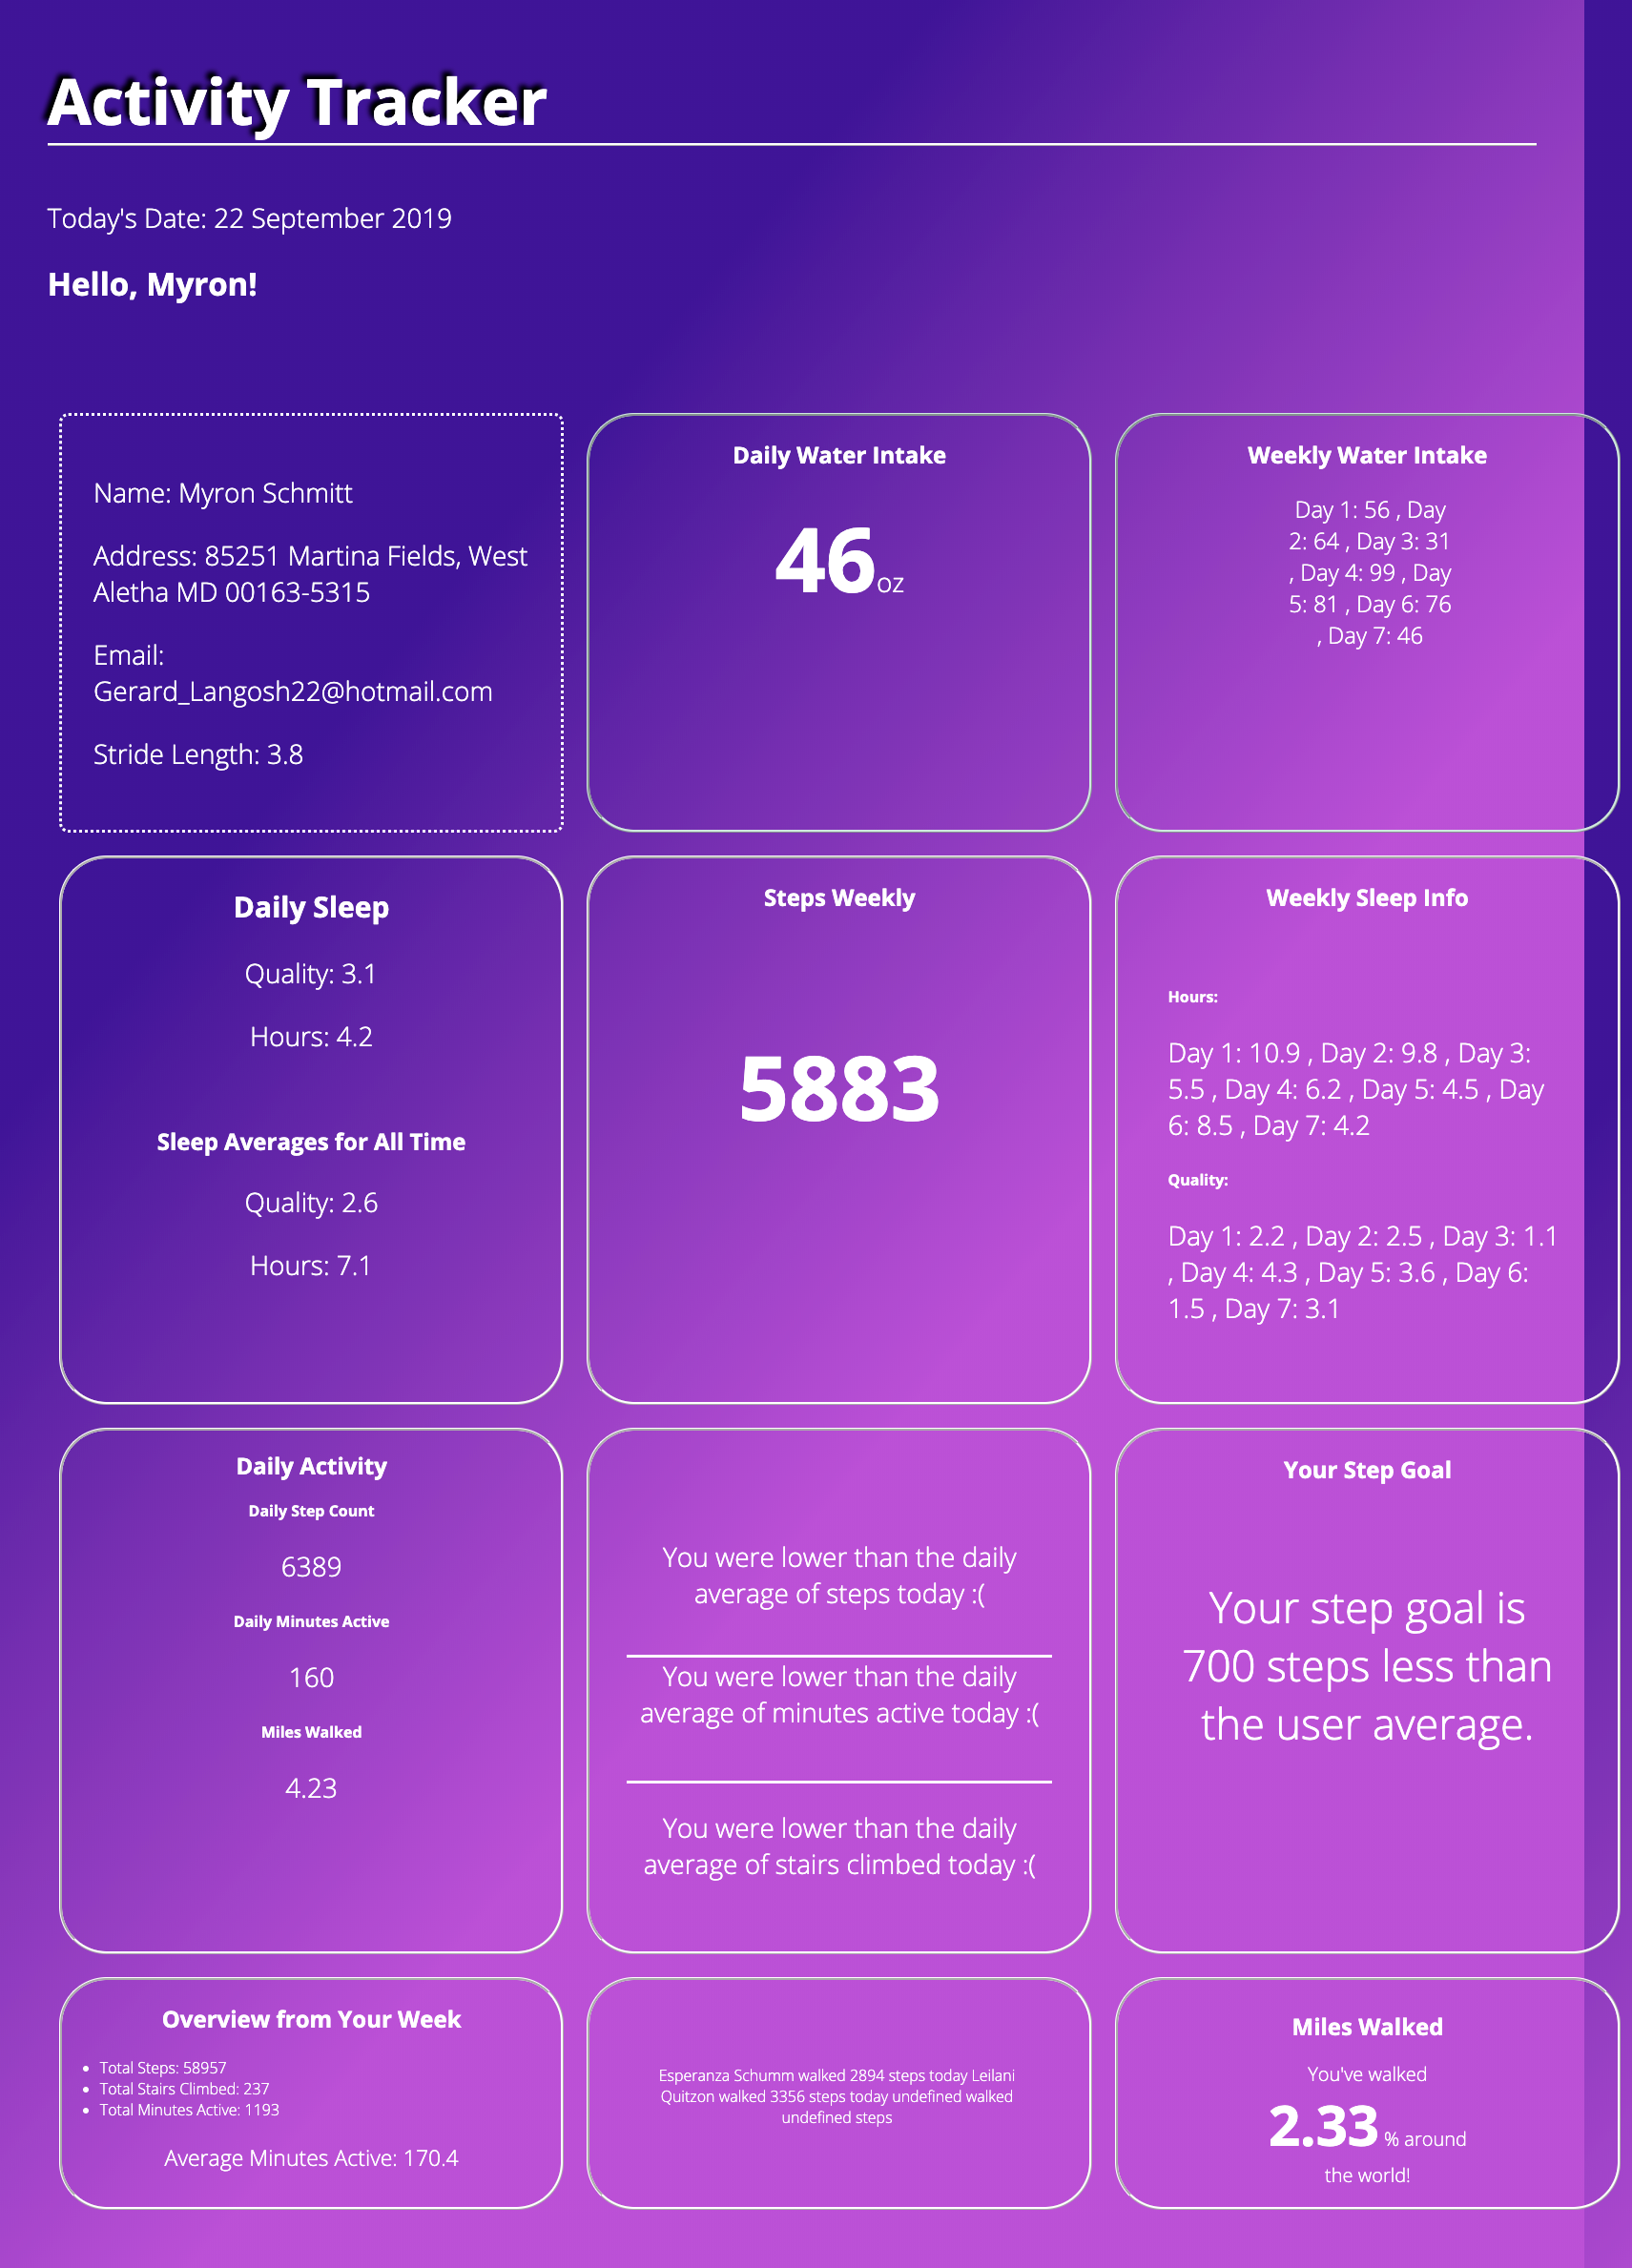 Activity Tracker
Today's Date: 22 September 2019
Hello, Myron!
Name: Myron Schmitt
Address: 85251 Martina Fields, West
Aletha MD 00163-5315
Email:
Gerard_Langosh22@hotmail.com
Stride Length: 3.8
Daily Water Intake
46oz
Weekly Water Intake
Day 1: 56 , Day
2: 64 , Day 3: 31
, Day 4: 99 , Day
5: 81 , Day 6: 76
, Day 7: 46
Daily Sleep
Quality: 3.1
Hours: 4.2
Sleep Averages for All Time
Quality: 2.6
Hours: 7.1
Steps Weekly
5883
Weekly Sleep Info
Hours:
Day 1: 10.9 , Day 2: 9.8 , Day 3:
5.5 , Day 4: 6.2 , Day 5: 4.5 , Day
6: 8.5 , Day 7: 4.2
Quality:
Day 1: 2.2 , Day 2: 2.5 , Day 3: 1.1
, Day 4: 4.3 , Day 5: 3.6 , Day 6:
1.5 , Day 7: 3.1
Daily Activity
Daily Step Count
6389
Daily Minutes Active
160
Miles Walked
4.23
You were lower than the daily
average of steps today :(
You were lower than the daily
average of minutes active today :(
You were lower than the daily
average of stairs climbed today :(
Your Step Goal
Your step goal is
700 steps less than
the user average.
Overview from Your Week
• Total Steps: 58957
• Total Stairs Climbed: 237
• Total Minutes Active: 1193
Average Minutes Active: 170.4
Esperanza Schumm walked 2894 steps today Leilani
Quitzon walked 3356 steps today undefined walked
undefined steps
Miles Walked
You've walked
2.33 % around
the world!